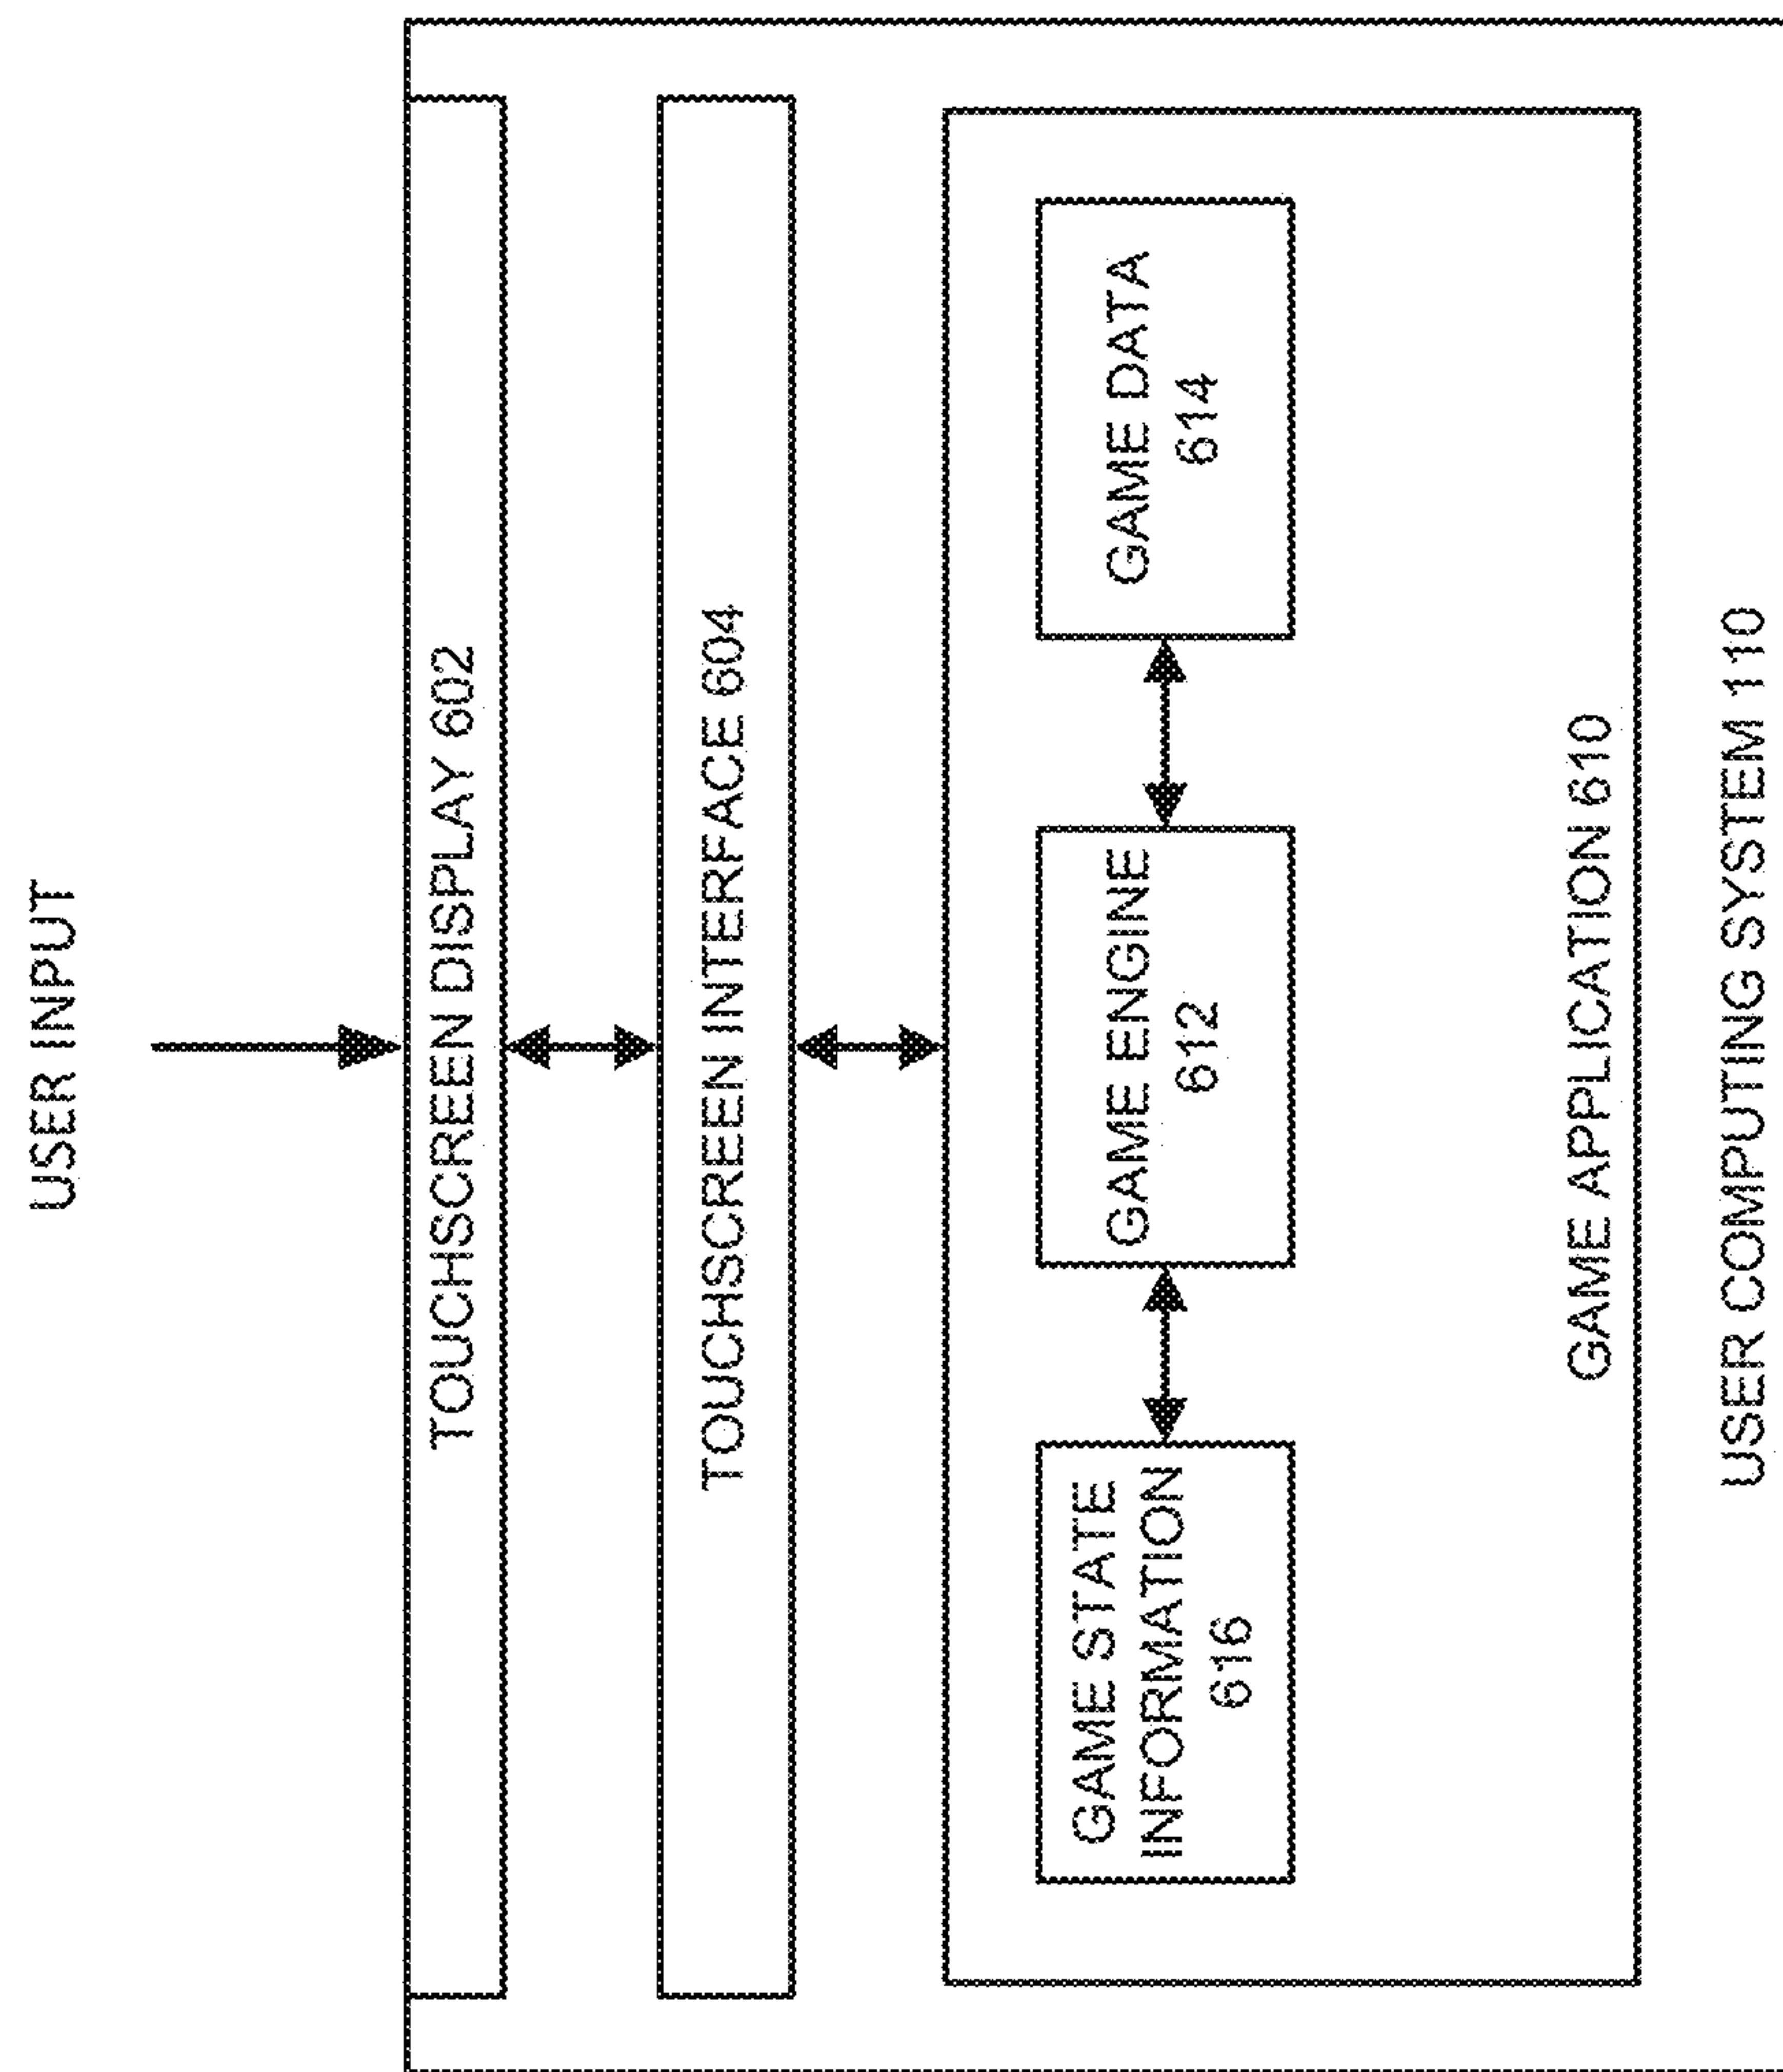 USER INPUT
TOUCHSCREEN DISPLAY 602
TOUCHSCREEN INTERFACE 604
GAME STATE
INFORMATION
616
GAME ENGINE
612
GAME DATA
614
GAME APPLICATION 610
USER COMPUTING SYSTEM 110